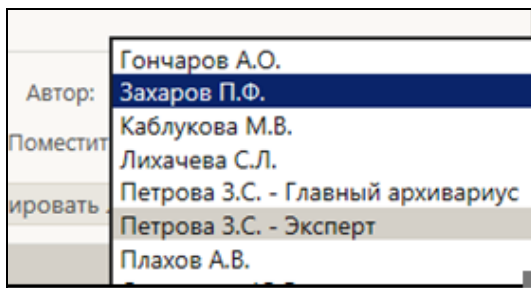 Гончаров А.О.
Автор: Захаров П.Ф.
Каблукова М.В.
Поместит
Лихачева С.Л.
Петрова З.С. - Главный архивариус
ировать
Петрова З.С. - Эксперт
Плахов А.В.